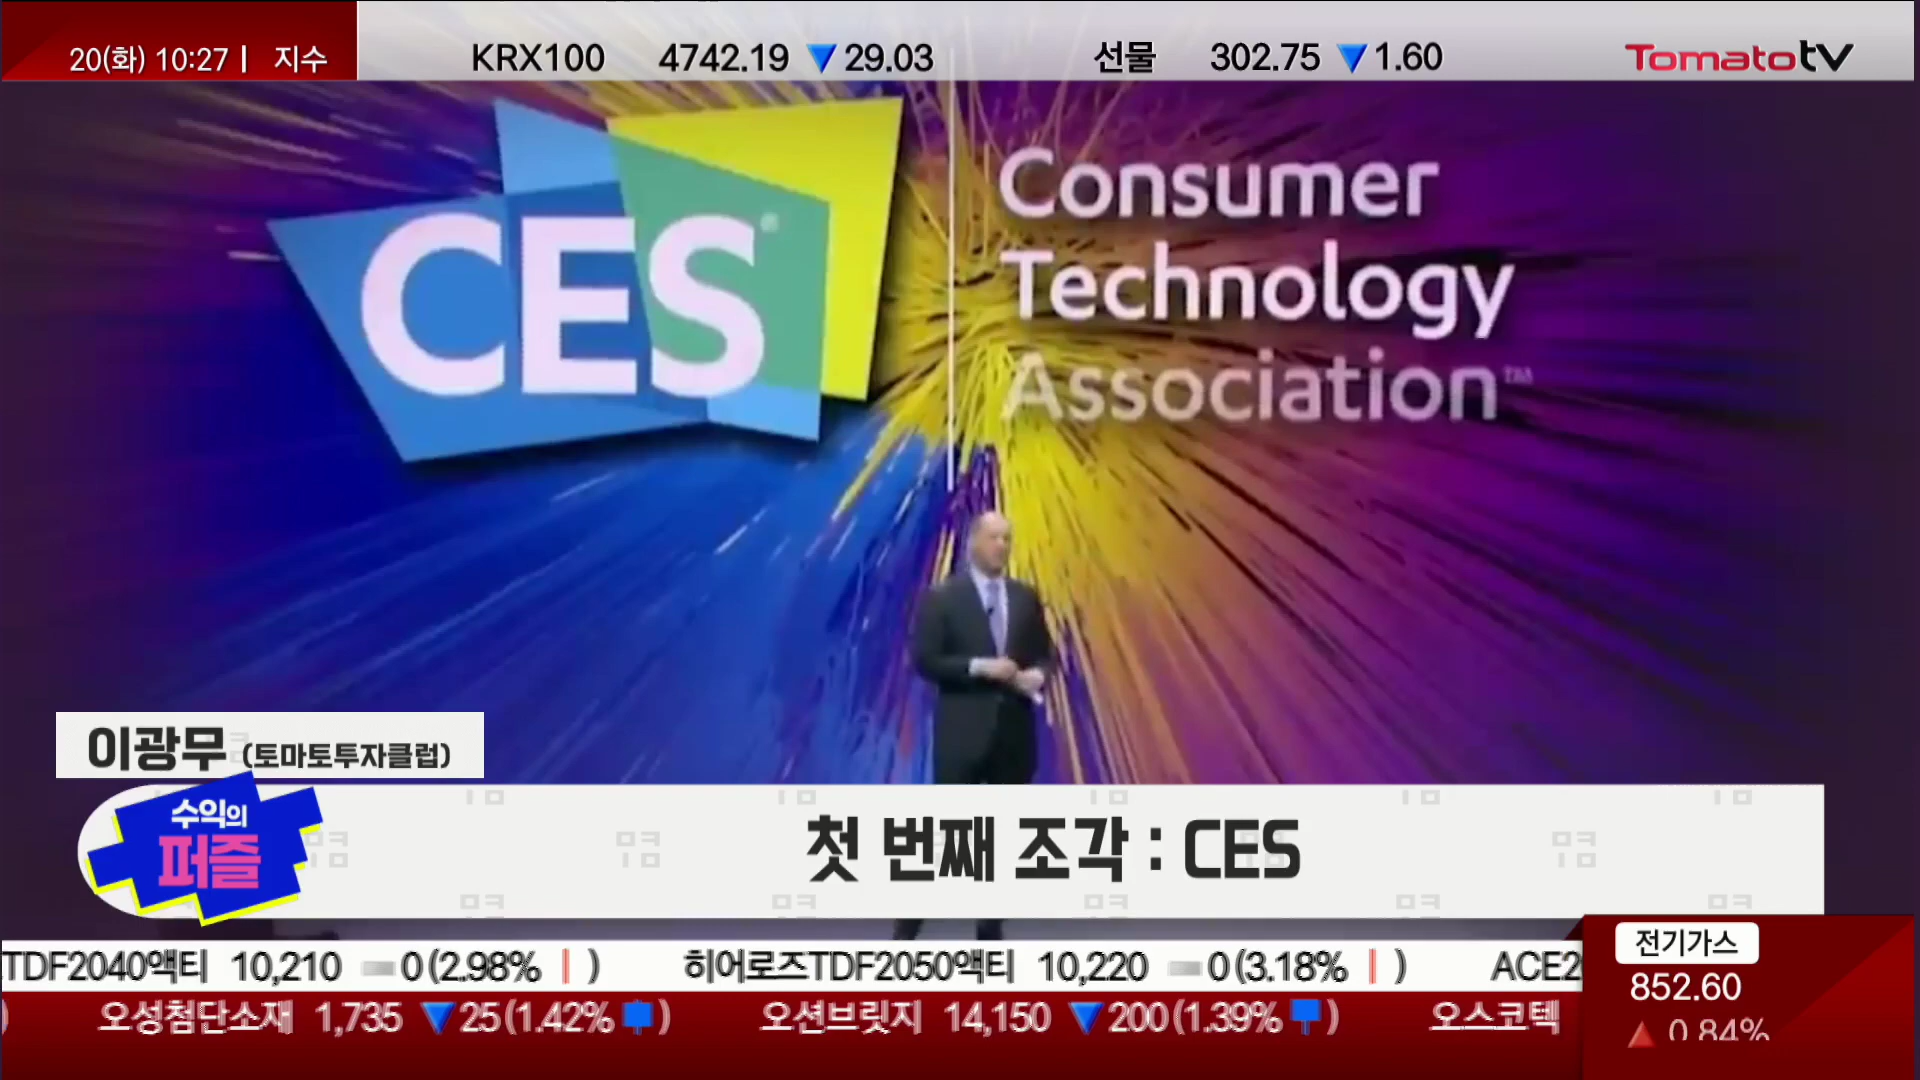 20(화) 10:27 | 지수 KRX100 4742.19 ▼ 29.03 선물 302.75 ▼ 1.60 Tomatotv
CES®
Consumer
Technology
Association™
이광무 (토마토투자클럽)
수익의
퍼즐
첫 번째 조각 : CES
TDF2040액티 10,210 0(2.98% ) 히어로즈TDF2050액티 10,220 0(3.18% ) ACE2
) 오성첨단소재 1,735 ▼ 25(1.42% ) 오션브릿지 14,150 ▼ 200(1.39% ) 오스코텍
전기가스
852.60
▲ 0.84%